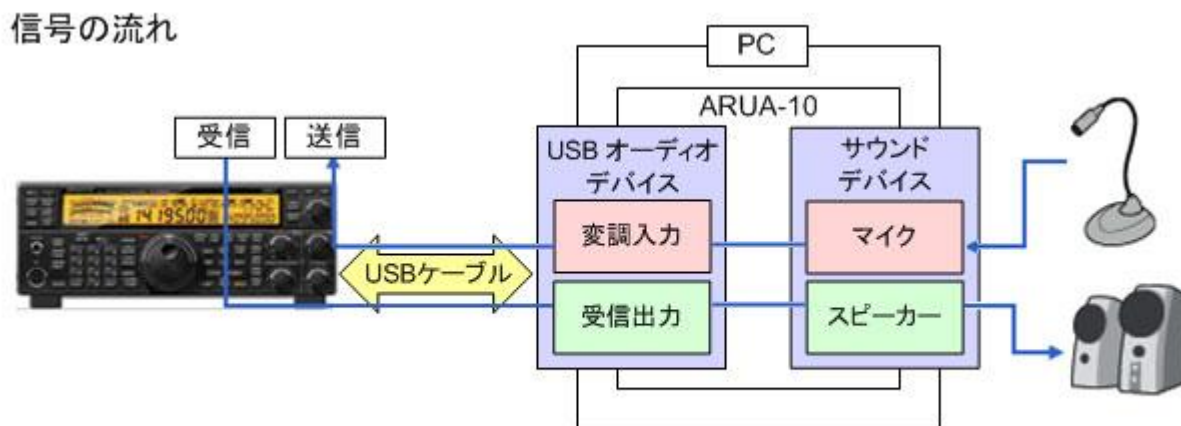 信号の流れ
PC
ARUA-10
受信
送信
USB オーディオ
デバイス
サウンド
デバイス
変調入力
マイク
USBケーブル
受信出力
スピーカー